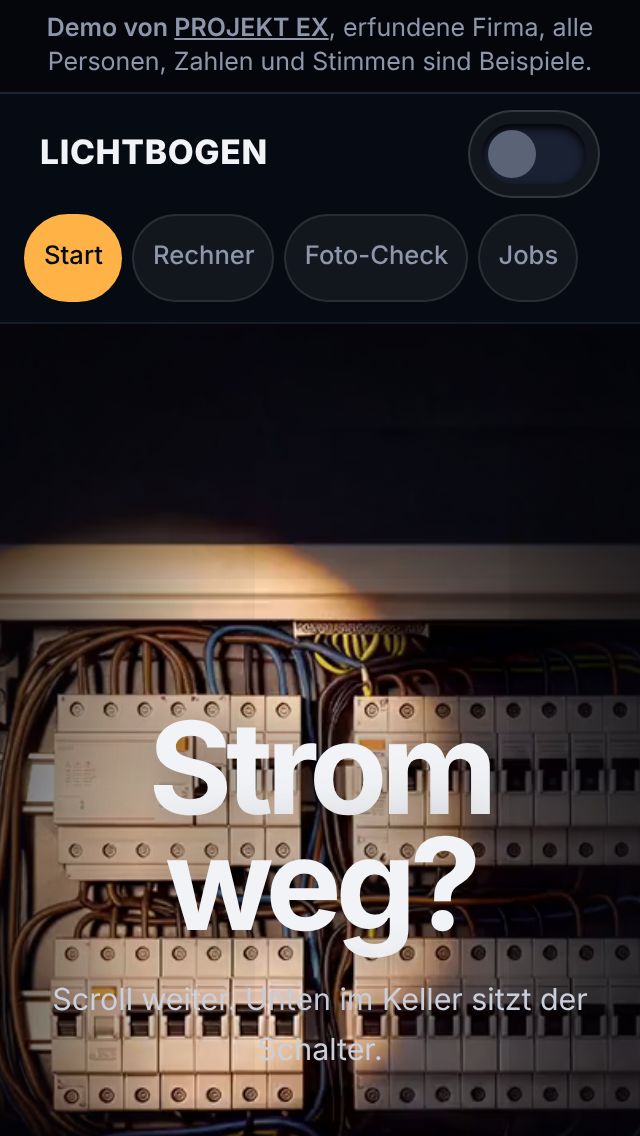 Demo von PROJEKT EX, erfundene Firma, alle
Personen, Zahlen und Stimmen sind Beispiele.
LICHTBOGEN
Start
Rechner
Foto-Check
Jobs
Strom
weg?
Scroll weiter. Unten im Keller sitzt der
Schalter.